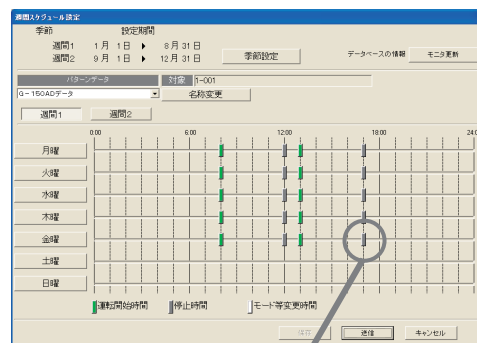 週間スケジュール設定
季節 設定期間
週間1 1月 1日 ▶ 8月 31日
週間2 9月 1日 ▶ 12月 31日
季節設定 データベースの情報 モニタ更新
パターンデータ 対象 1-001
G-150ADデータ 名称変更
週間1 週間2
0:00 6:00 12:00 18:00 24:0
月曜
火曜
水曜
木曜
金曜
土曜
日曜
運転開始時間 停止時間 モード等変更時間
保存 送信 キャンセル